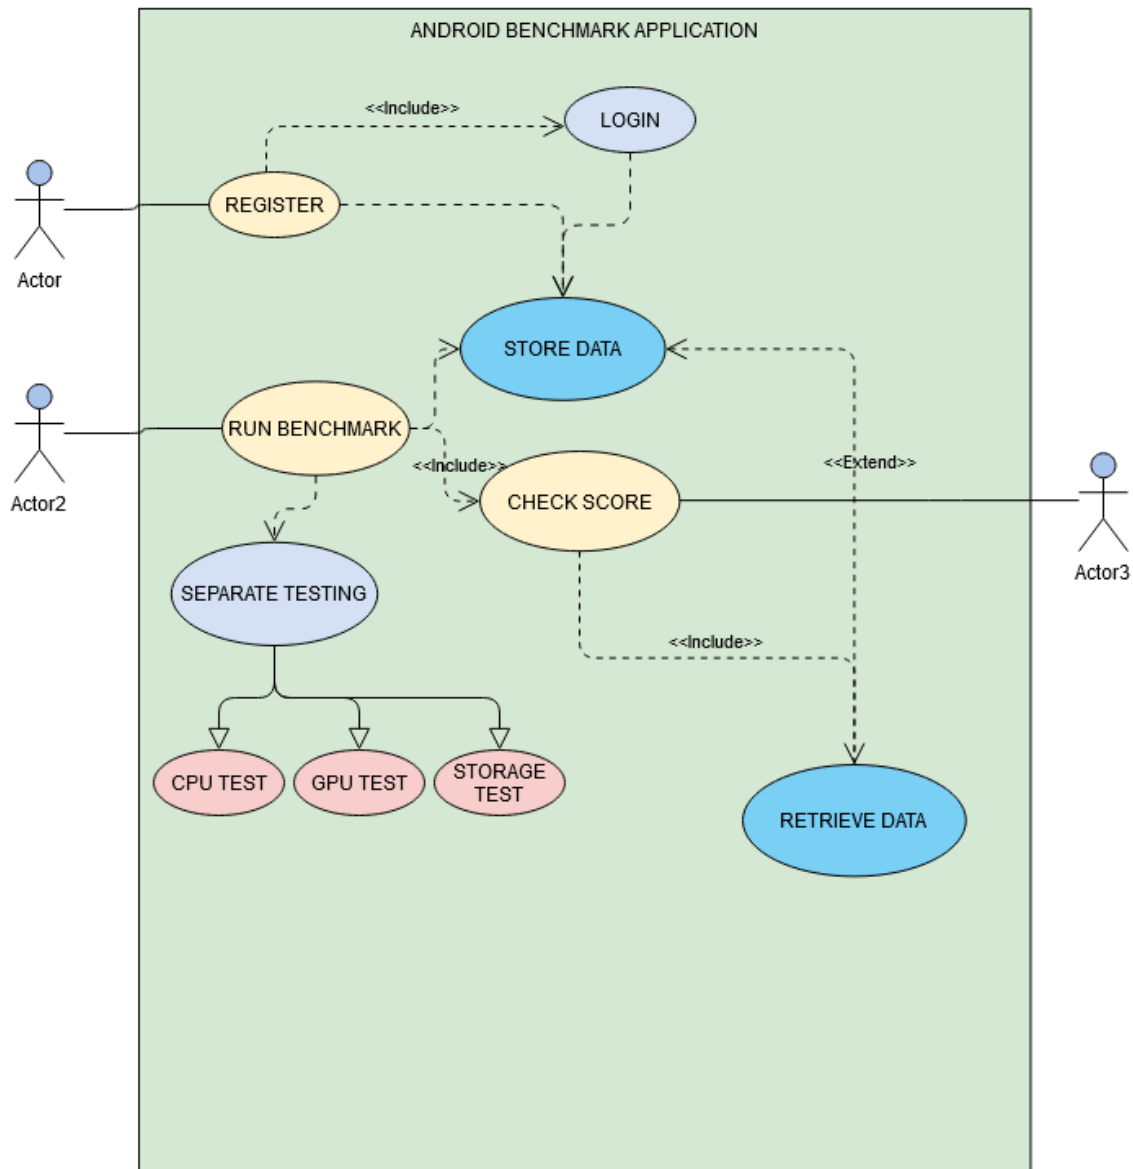 ANDROID BENCHMARK APPLICATION
<<Include>>
LOGIN
REGISTER
Actor
STORE DATA
RUN BENCHMARK
<<Include>>
<<Extend>>
Actor2
CHECK SCORE
Actor3
SEPARATE TESTING
<<Include>>
CPU TEST
GPU TEST
STORAGE
TEST
RETRIEVE DATA